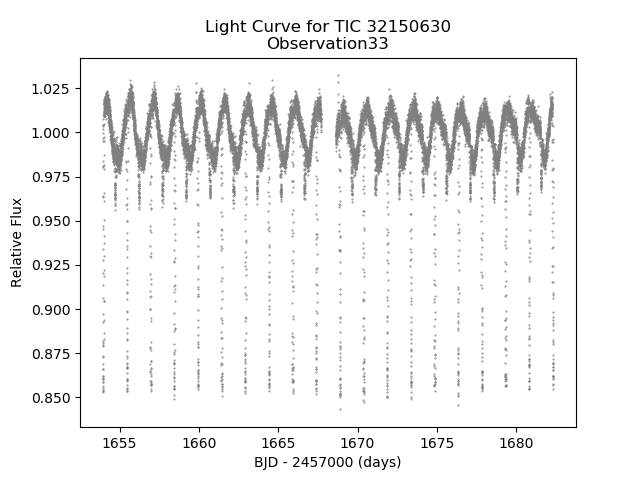 Light Curve for TIC 32150630
Observation33
1.025
1.000
0.975
0.950
0.925
0.900
0.875
0.850
Relative Flux
1655 1660 1665 1670 1675 1680
BJD - 2457000 (days)